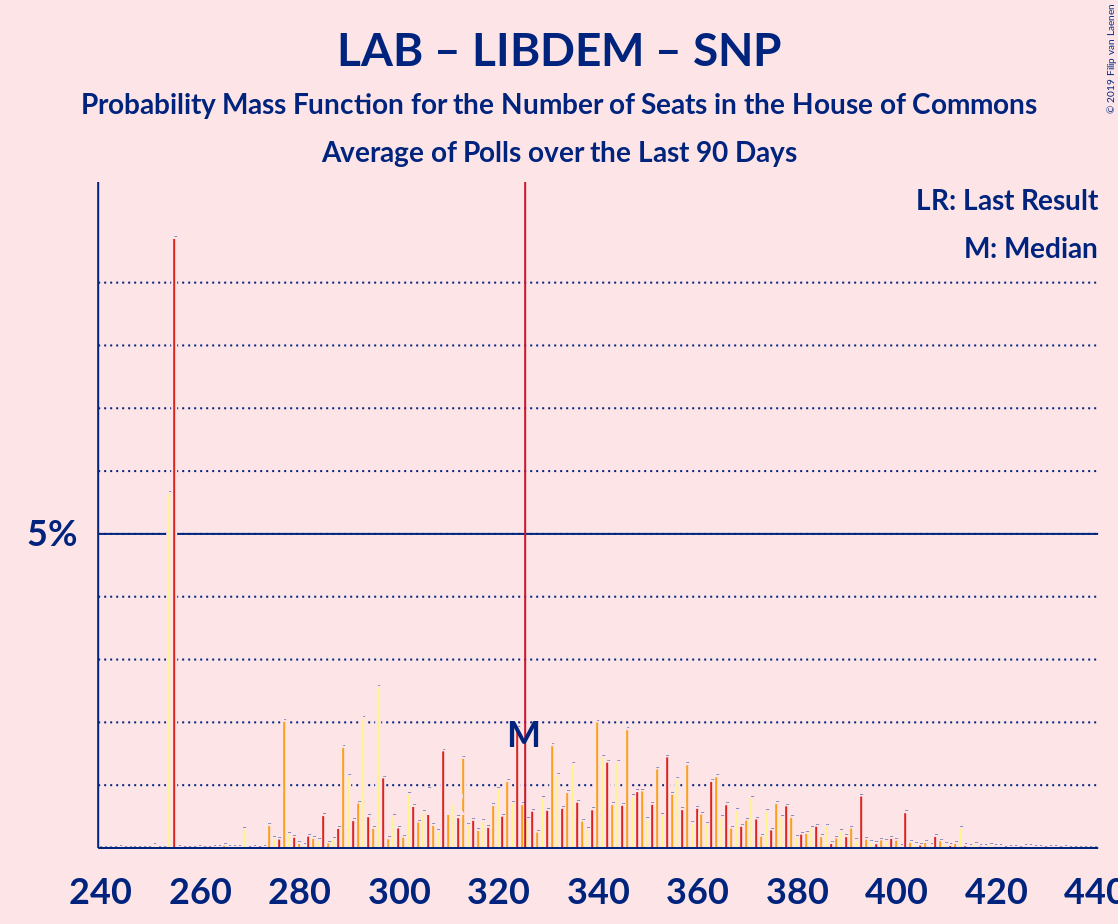 LAB – LIBDEM – SNP
Probability Mass Function for the Number of Seats in the House of Commons
Average of Polls over the Last 90 Days
© 2019 Filip van Laenen
LR: Last Result
M: Median
5%
M
240 260 280 300 320 340 360 380 400 420 440